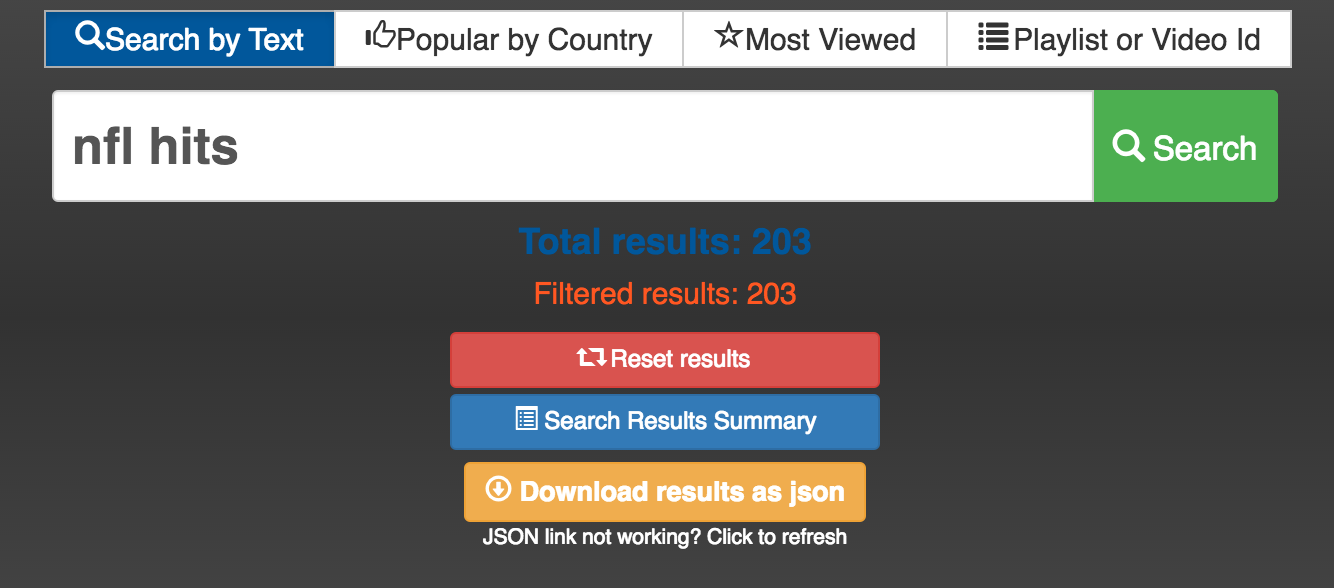 Search by Text Popular by Country Most Viewed Playlist or Video Id
nfl hits Search
Total results: 203
Filtered results: 203
Reset results
Search Results Summary
Download results as json
JSON link not working? Click to refresh